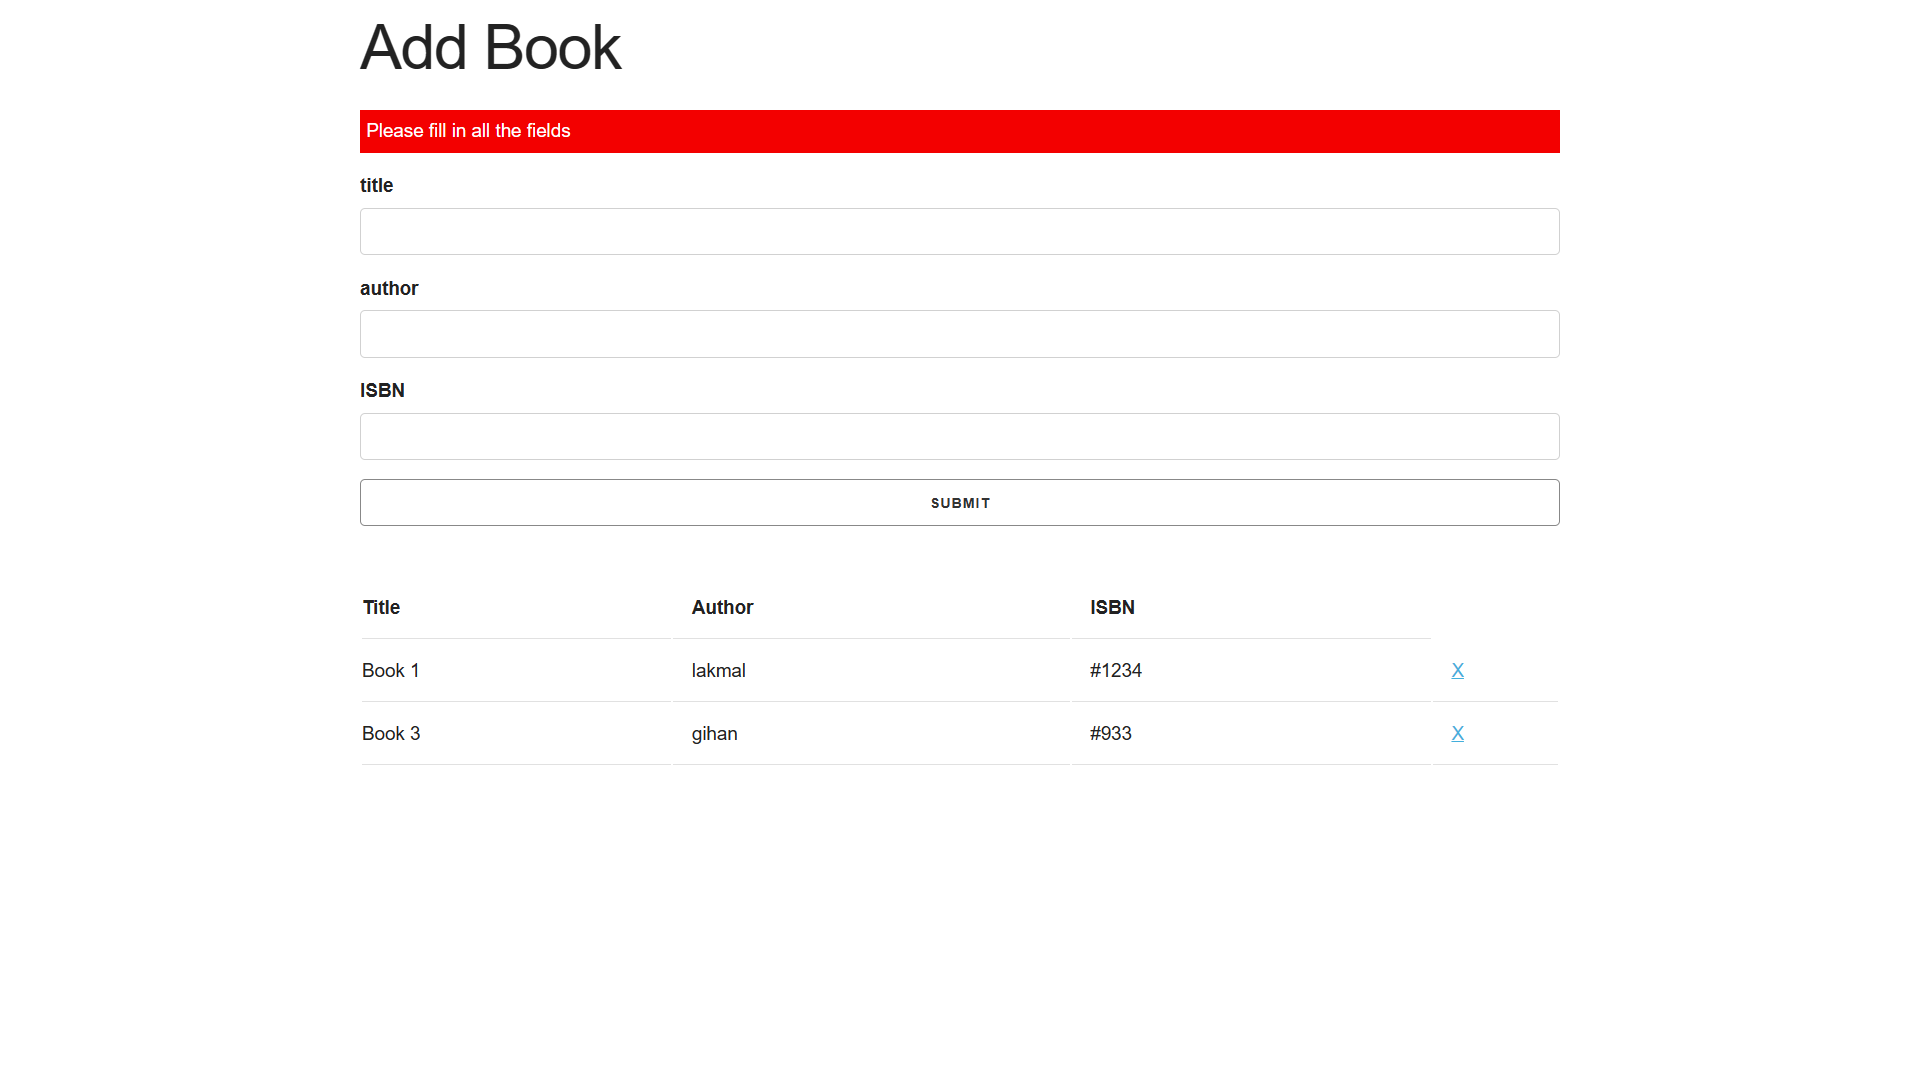 Add Book
Please fill in all the fields
title
author
ISBN
SUBMIT
Title Author ISBN
Book 1 lakmal #1234 X
Book 3 gihan #933 X